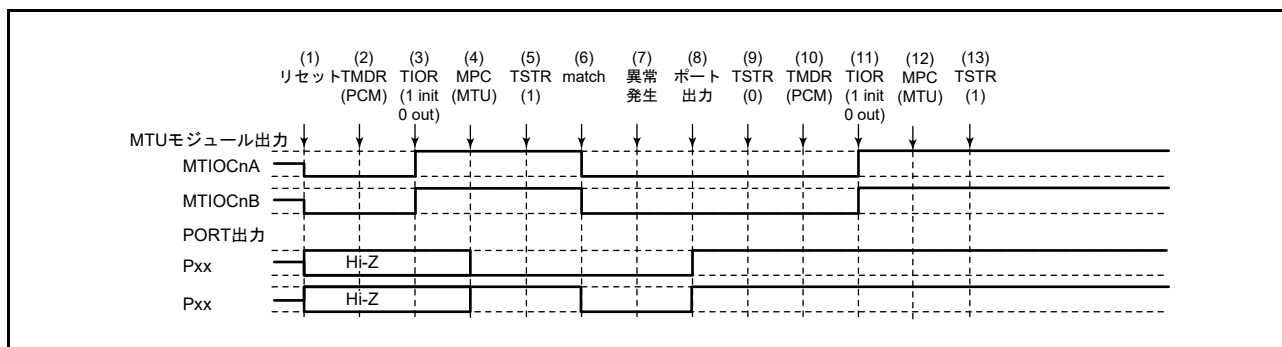 (1) (2) (3) (4) (5) (6) (7) (8) (9) (10) (11) (12) (13)
リセット TMDR TIOR MPC TSTR match 異常 ポート TSTR TMDR TIOR MPC TSTR
(PCM) (1 init (MTU) (1) 発生 出力 (0) (PCM) (1 init (MTU) (1)
0 out) 0 out)
MTUモジュール出力
MTIOCnA
MTIOCnB
PORT出力
Pxx Hi-Z
Pxx Hi-Z